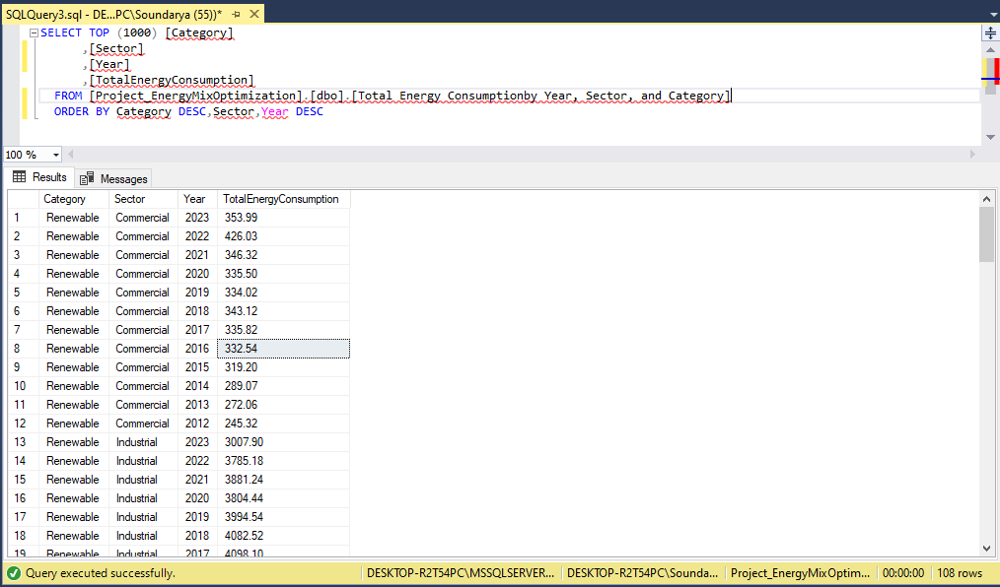 SQLQuery3.sql - DE...PC\Soundarya (55))*
SELECT TOP (1000) [Category]
,[Sector]
,[Year]
,[TotalEnergyConsumption]
FROM [Project_EnergyMixOptimization].[dbo].[Total Energy Consumptionby Year, Sector, and Category]
ORDER BY Category DESC,Sector,Year DESC
100 %
Results Messages
Category Sector Year TotalEnergyConsumption
1 Renewable Commercial 2023 353.99
2 Renewable Commercial 2022 426.03
3 Renewable Commercial 2021 346.32
4 Renewable Commercial 2020 335.50
5 Renewable Commercial 2019 334.02
6 Renewable Commercial 2018 343.12
7 Renewable Commercial 2017 335.82
8 Renewable Commercial 2016 332.54
9 Renewable Commercial 2015 319.20
10 Renewable Commercial 2014 289.07
11 Renewable Commercial 2013 272.06
12 Renewable Commercial 2012 245.32
13 Renewable Industrial 2023 3007.90
14 Renewable Industrial 2022 3785.18
15 Renewable Industrial 2021 3881.24
16 Renewable Industrial 2020 3804.44
17 Renewable Industrial 2019 3994.54
18 Renewable Industrial 2018 4082.52
19 Renewable Industrial 2017 4098.10
Query executed successfully. DESKTOP-R2T54PC\MSSQLSERVER... DESKTOP-R2T54PC\Sounda... Project_EnergyMixOptim... 00:00:00 108 rows